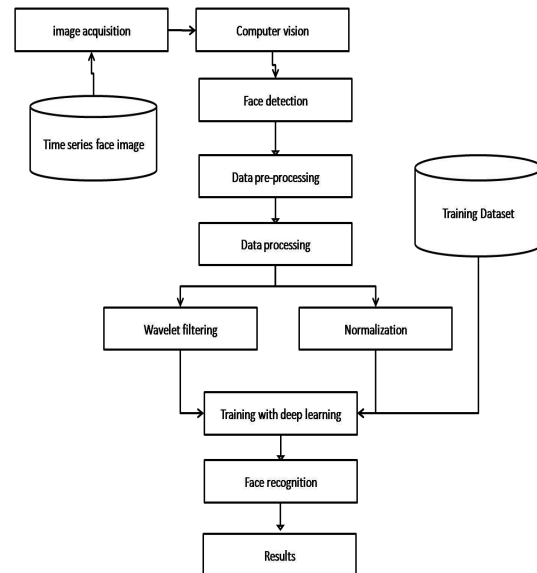 image acquisition
Computer vision
Face detection
Time series face image
Data pre-processing
Training Dataset
Data processing
Wavelet filtering
Normalization
Training with deep learning
Face recognition
Results